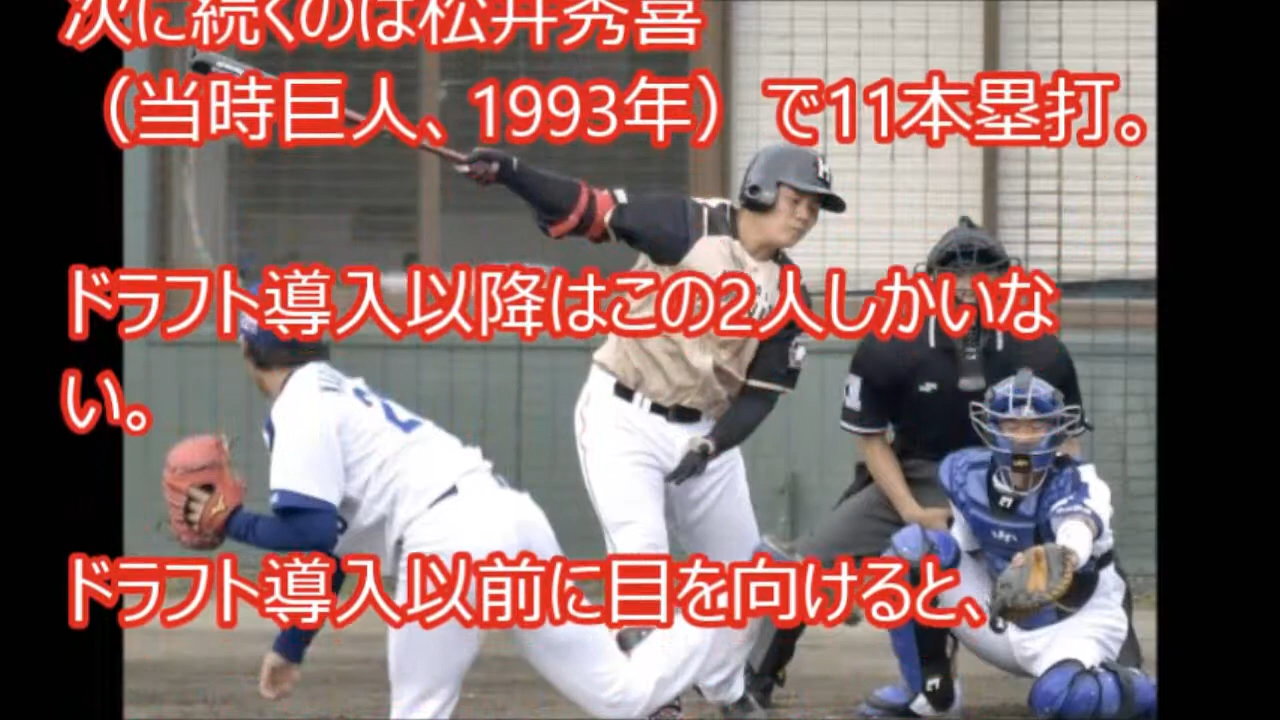 次に続くのは松井秀喜
（当時巨人、1993年）で11本塁打。
ドラフト導入以降はこの2人しかいな
い。
ドラフト導入以前に目を向けると、